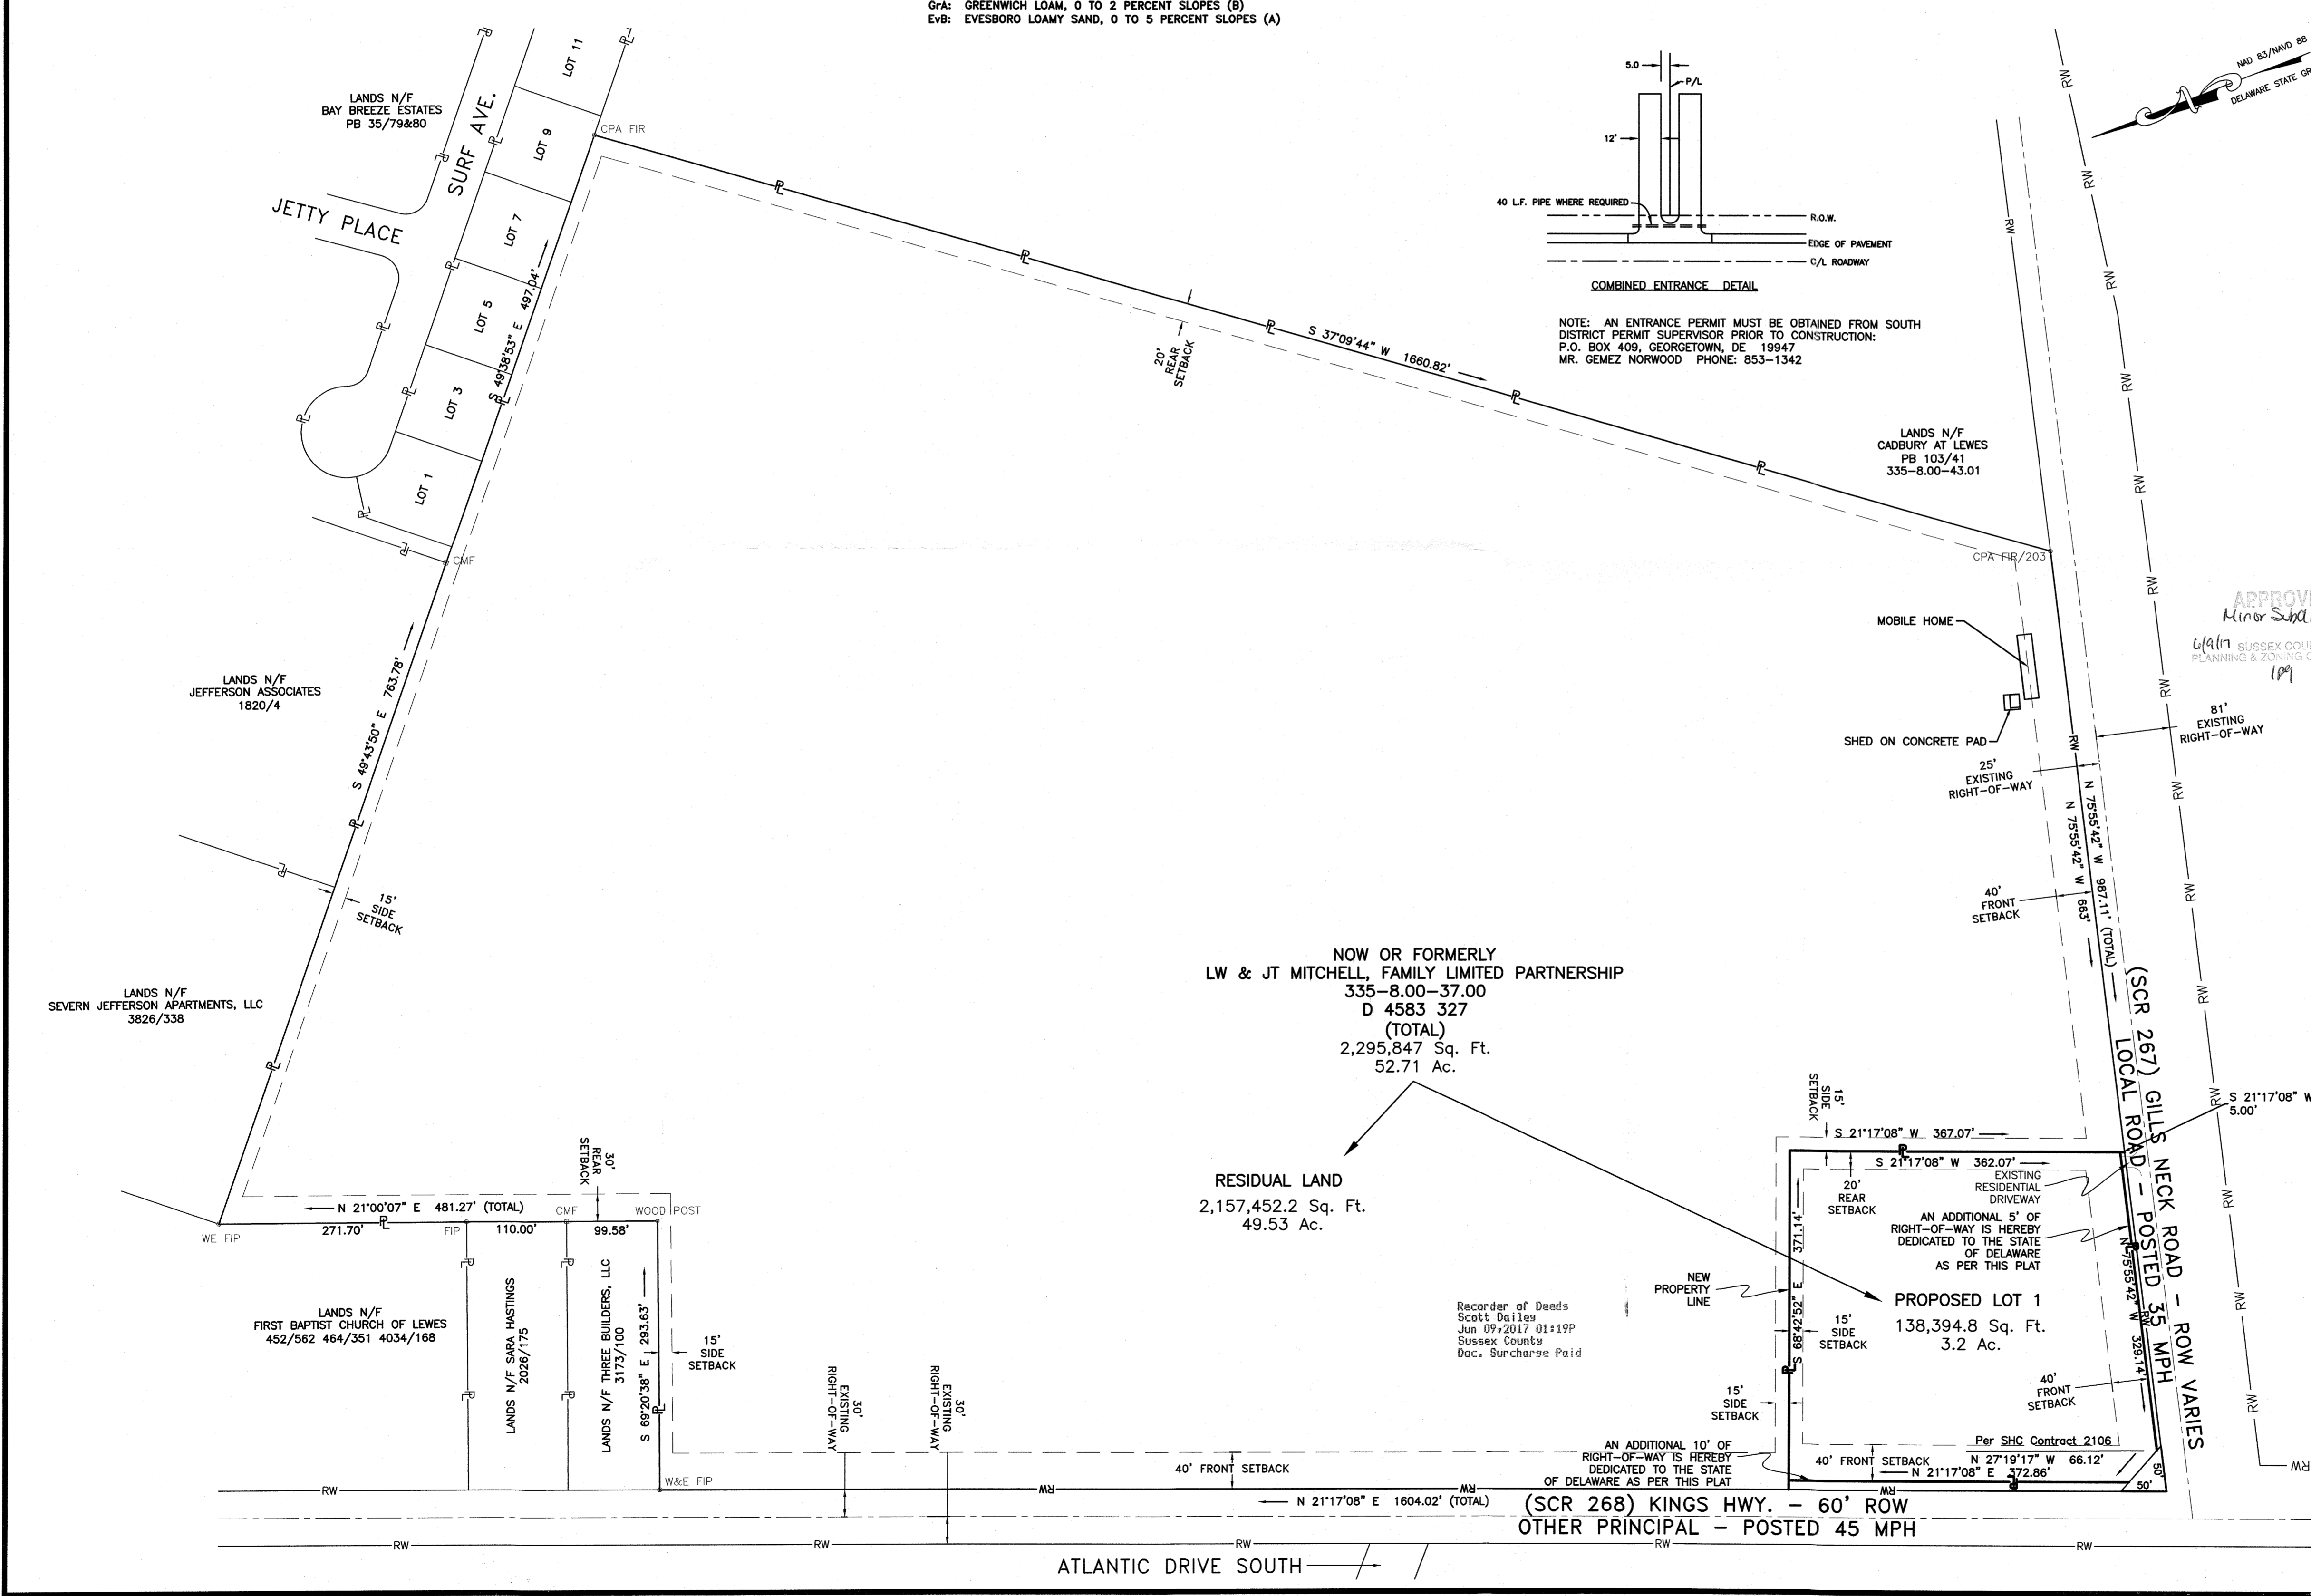 GrA: GREENWICH LOAM, 0 TO 2 PERCENT SLOPES (B)
EvB: EVESBORO LOAMY SAND, 0 TO 5 PERCENT SLOPES (A)
LANDS N/F
BAY BREEZE ESTATES
PB 35/79&80
SURF AVE.
JETTY PLACE
LOT 11
LOT 9
LOT 7
LOT 5
LOT 3
LOT 1
CPA FIR
S 49°38'53" E 497.04'
CMF
5.0
P/L
12'
40 L.F. PIPE WHERE REQUIRED
R.O.W.
EDGE OF PAVEMENT
C/L ROADWAY
COMBINED ENTRANCE DETAIL
NOTE: AN ENTRANCE PERMIT MUST BE OBTAINED FROM SOUTH
DISTRICT PERMIT SUPERVISOR PRIOR TO CONSTRUCTION:
P.O. BOX 409, GEORGETOWN, DE 19947
MR. GEMEZ NORWOOD PHONE: 853-1342
NAD 83/NAVD 88
DELAWARE STATE GR
20'
REAR
SETBACK
S 37°09'44" W 1660.82'
LANDS N/F
CADBURY AT LEWES
PB 103/41
335-8.00-43.01
CPA FIR/203
MOBILE HOME
SHED ON CONCRETE PAD
APPROV
Minor Subd
6/9/17 SUSSEX COU
PLANNING & ZONING C
81'
EXISTING
RIGHT-OF-WAY
25'
EXISTING
RIGHT-OF-WAY
N 75°55'42" W 987.11' (TOTAL)
N 75°55'42" W 663'
40'
FRONT
SETBACK
LANDS N/F
JEFFERSON ASSOCIATES
1820/4
S 49°43'50" E 763.78'
15'
SIDE
SETBACK
LANDS N/F
SEVERN JEFFERSON APARTMENTS, LLC
3826/338
NOW OR FORMERLY
LW & JT MITCHELL, FAMILY LIMITED PARTNERSHIP
335-8.00-37.00
D 4583 327
(TOTAL)
2,295,847 Sq. Ft.
52.71 Ac.
(SCR 267) GILLS NECK ROAD - ROW VARIES
LOCAL ROAD - POSTED 35 MPH
S 21°17'08" W
5.00'
15'
SIDE
SETBACK
S 21°17'08" W 367.07'
S 21°17'08" W 362.07'
20'
REAR
SETBACK
EXISTING
RESIDENTIAL
DRIVEWAY
AN ADDITIONAL 5' OF
RIGHT-OF-WAY IS HEREBY
DEDICATED TO THE STATE
OF DELAWARE
AS PER THIS PLAT
RESIDUAL LAND
2,157,452.2 Sq. Ft.
49.53 Ac.
30'
REAR
SETBACK
N 21°00'07" E 481.27' (TOTAL)
CMF
WOOD POST
WE FIP
271.70'
FIP
110.00'
99.58'
LANDS N/F
FIRST BAPTIST CHURCH OF LEWES
452/562 464/351 4034/168
LANDS N/F SARA HASTINGS
2026/175
LANDS N/F THREE BUILDERS, LLC
3173/100
S 69°20'38" E 293.63'
15'
SIDE
SETBACK
W&E FIP
30'
EXISTING
RIGHT-OF-WAY
30'
EXISTING
RIGHT-OF-WAY
Recorder of Deeds
Scott Dailey
Jun 09,2017 01:19P
Sussex County
Doc. Surcharge Paid
NEW
PROPERTY
LINE
S 68°42'52" E 371.14'
15'
SIDE
SETBACK
PROPOSED LOT 1
138,394.8 Sq. Ft.
3.2 Ac.
N 75°55'42" W 329.14'
40'
FRONT
SETBACK
15'
SIDE
SETBACK
AN ADDITIONAL 10' OF
RIGHT-OF-WAY IS HEREBY
DEDICATED TO THE STATE
OF DELAWARE AS PER THIS PLAT
40' FRONT SETBACK
Per SHC Contract 2106
40' FRONT SETBACK
N 27°19'17" W 66.12'
N 21°17'08" E 372.86'
50'
50'
RW
N 21°17'08" E 1604.02' (TOTAL)
(SCR 268) KINGS HWY. - 60' ROW
OTHER PRINCIPAL - POSTED 45 MPH
RW RW RW RW RW
ATLANTIC DRIVE SOUTH